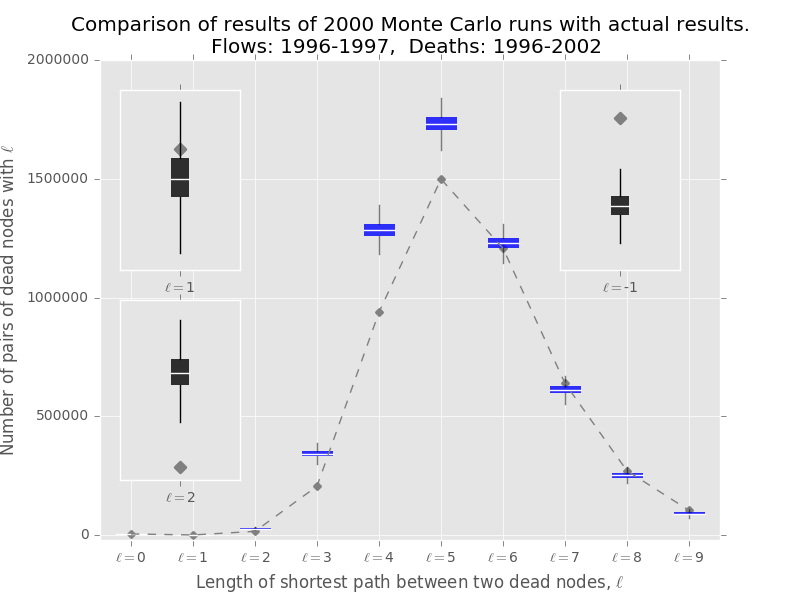 Comparison of results of 2000 Monte Carlo runs with actual results.
Flows: 1996-1997,  Deaths: 1996-2002
Number of pairs of dead nodes with ℓ
2000000
1500000
1000000
500000
0
ℓ=1
ℓ=2
ℓ=-1
ℓ=0 ℓ=1 ℓ=2 ℓ=3 ℓ=4 ℓ=5 ℓ=6 ℓ=7 ℓ=8 ℓ=9
Length of shortest path between two dead nodes, ℓ